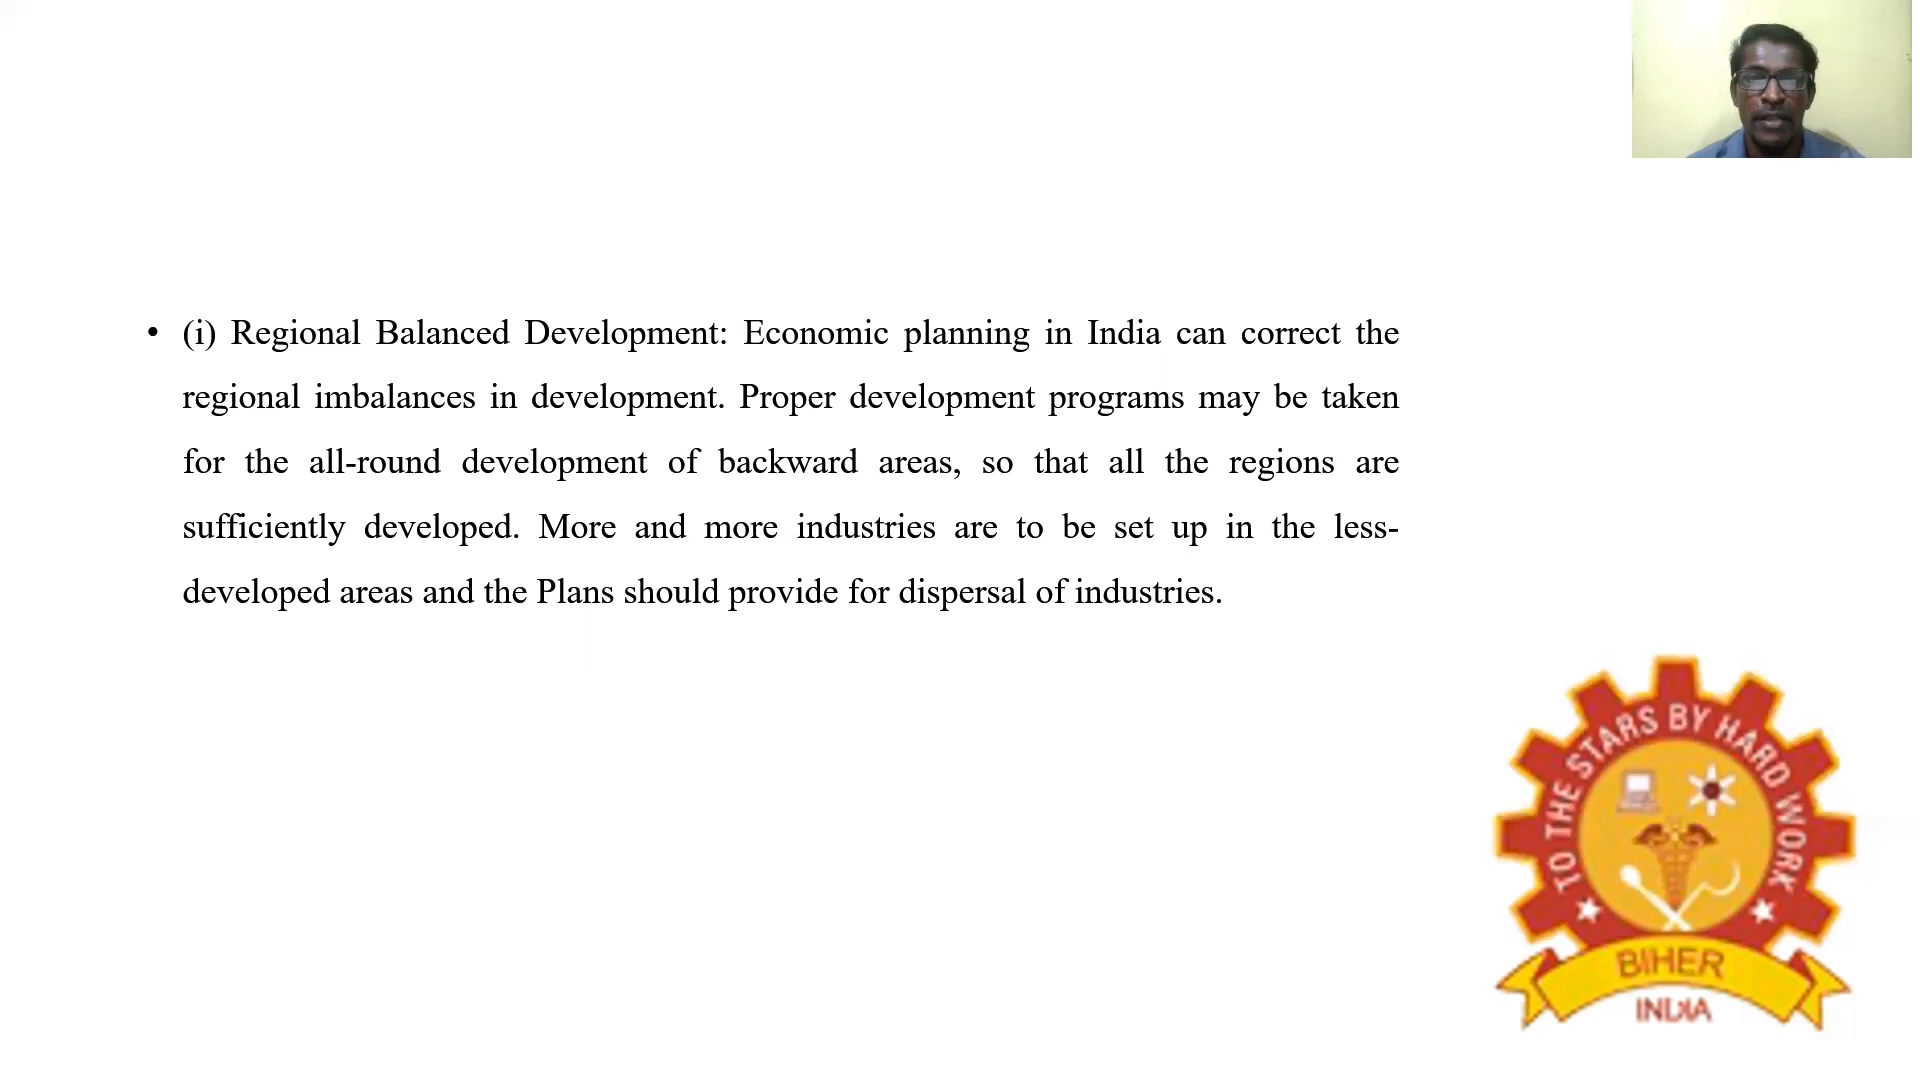 • (i) Regional Balanced Development: Economic planning in India can correct the
regional imbalances in development. Proper development programs may be taken
for the all-round development of backward areas, so that all the regions are
sufficiently developed. More and more industries are to be set up in the less-
developed areas and the Plans should provide for dispersal of industries.
TO THE STARS BY HARD WORK
BIHER
INDIA